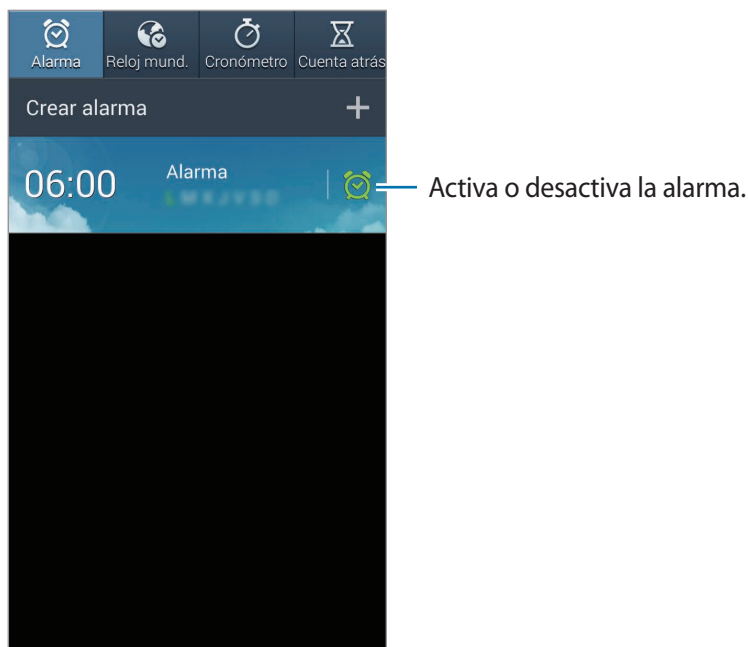 Alarma Reloj mund. Cronómetro Cuenta atrás
Crear alarma +
06:00 Alarma
L M X J V S D
Activa o desactiva la alarma.